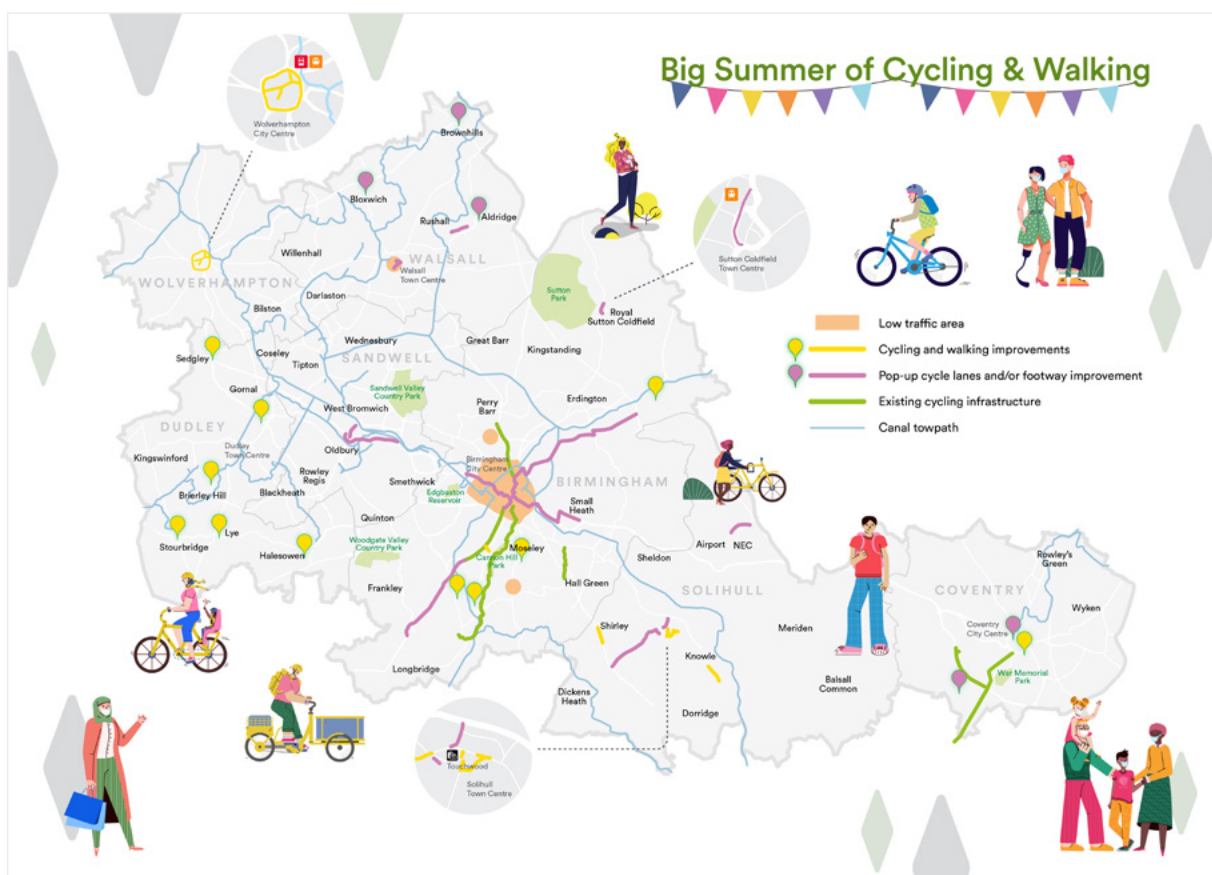 Big Summer of Cycling & Walking
Wolverhampton
City Centre
Brownhills
Bloxwich
Rushall
Aldridge
Willenhall
WALSALL
Walsall
Town Centre
Sutton Coldfield
Town Centre
WOLVERHAMPTON
Darlaston
Sutton
Park
Bilston
Royal
Sutton Coldfield
Low traffic area
Sedgley
Coseley
Tipton
Wednesbury
Great Barr
Kingstanding
Cycling and walking improvements
SANDWELL
Pop-up cycle lanes and/or footway improvement
Gornal
Sandwell Valley
Country Park
Existing cycling infrastructure
West Bromwich
Perry
Barr
Erdington
Canal towpath
DUDLEY
Dudley
Town Centre
Oldbury
Kingswinford
Birmingham
City Centre
Rowley
Regis
Smethwick
BIRMINGHAM
Brierley Hill
Blackheath
Edgbaston
Reservoir
Small
Heath
Quinton
Stourbridge
Lye
Halesowen
Woodgate Valley
Country Park
Moseley
Cannon Hill
Park
Airport
NEC
Sheldon
Rowley's
Green
Frankley
Hall Green
SOLIHULL
COVENTRY
Wyken
Shirley
Meriden
Coventry
City Centre
Longbridge
Knowle
War Memorial
Park
Balsall
Common
Dickens
Heath
Dorridge
Touchwood
Solihull
Town Centre